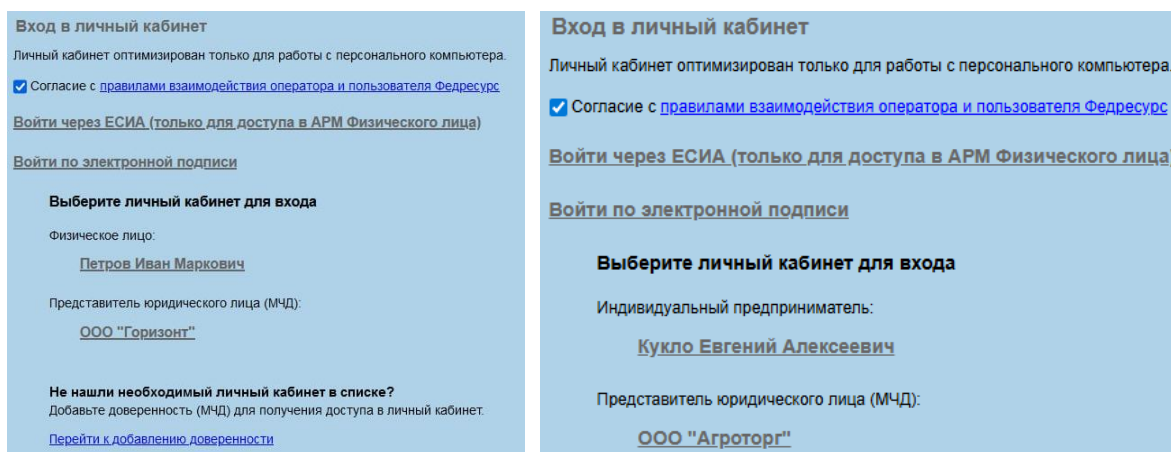 Вход в личный кабинет
Личный кабинет оптимизирован только для работы с персонального компьютера.
Согласие с правилами взаимодействия оператора и пользователя Федресурс
Войти через ЕСИА (только для доступа в АРМ Физического лица)
Войти по электронной подписи
Выберите личный кабинет для входа
Физическое лицо:
Петров Иван Маркович
Представитель юридического лица (МЧД):
ООО "Горизонт"
Не нашли необходимый личный кабинет в списке?
Добавьте доверенность (МЧД) для получения доступа в личный кабинет.
Перейти к добавлению доверенности
Вход в личный кабинет
Личный кабинет оптимизирован только для работы с персонального компьютера.
Согласие с правилами взаимодействия оператора и пользователя Федресурс
Войти через ЕСИА (только для доступа в АРМ Физического лица)
Войти по электронной подписи
Выберите личный кабинет для входа
Индивидуальный предприниматель:
Кукло Евгений Алексеевич
Представитель юридического лица (МЧД):
ООО "Агроторг"